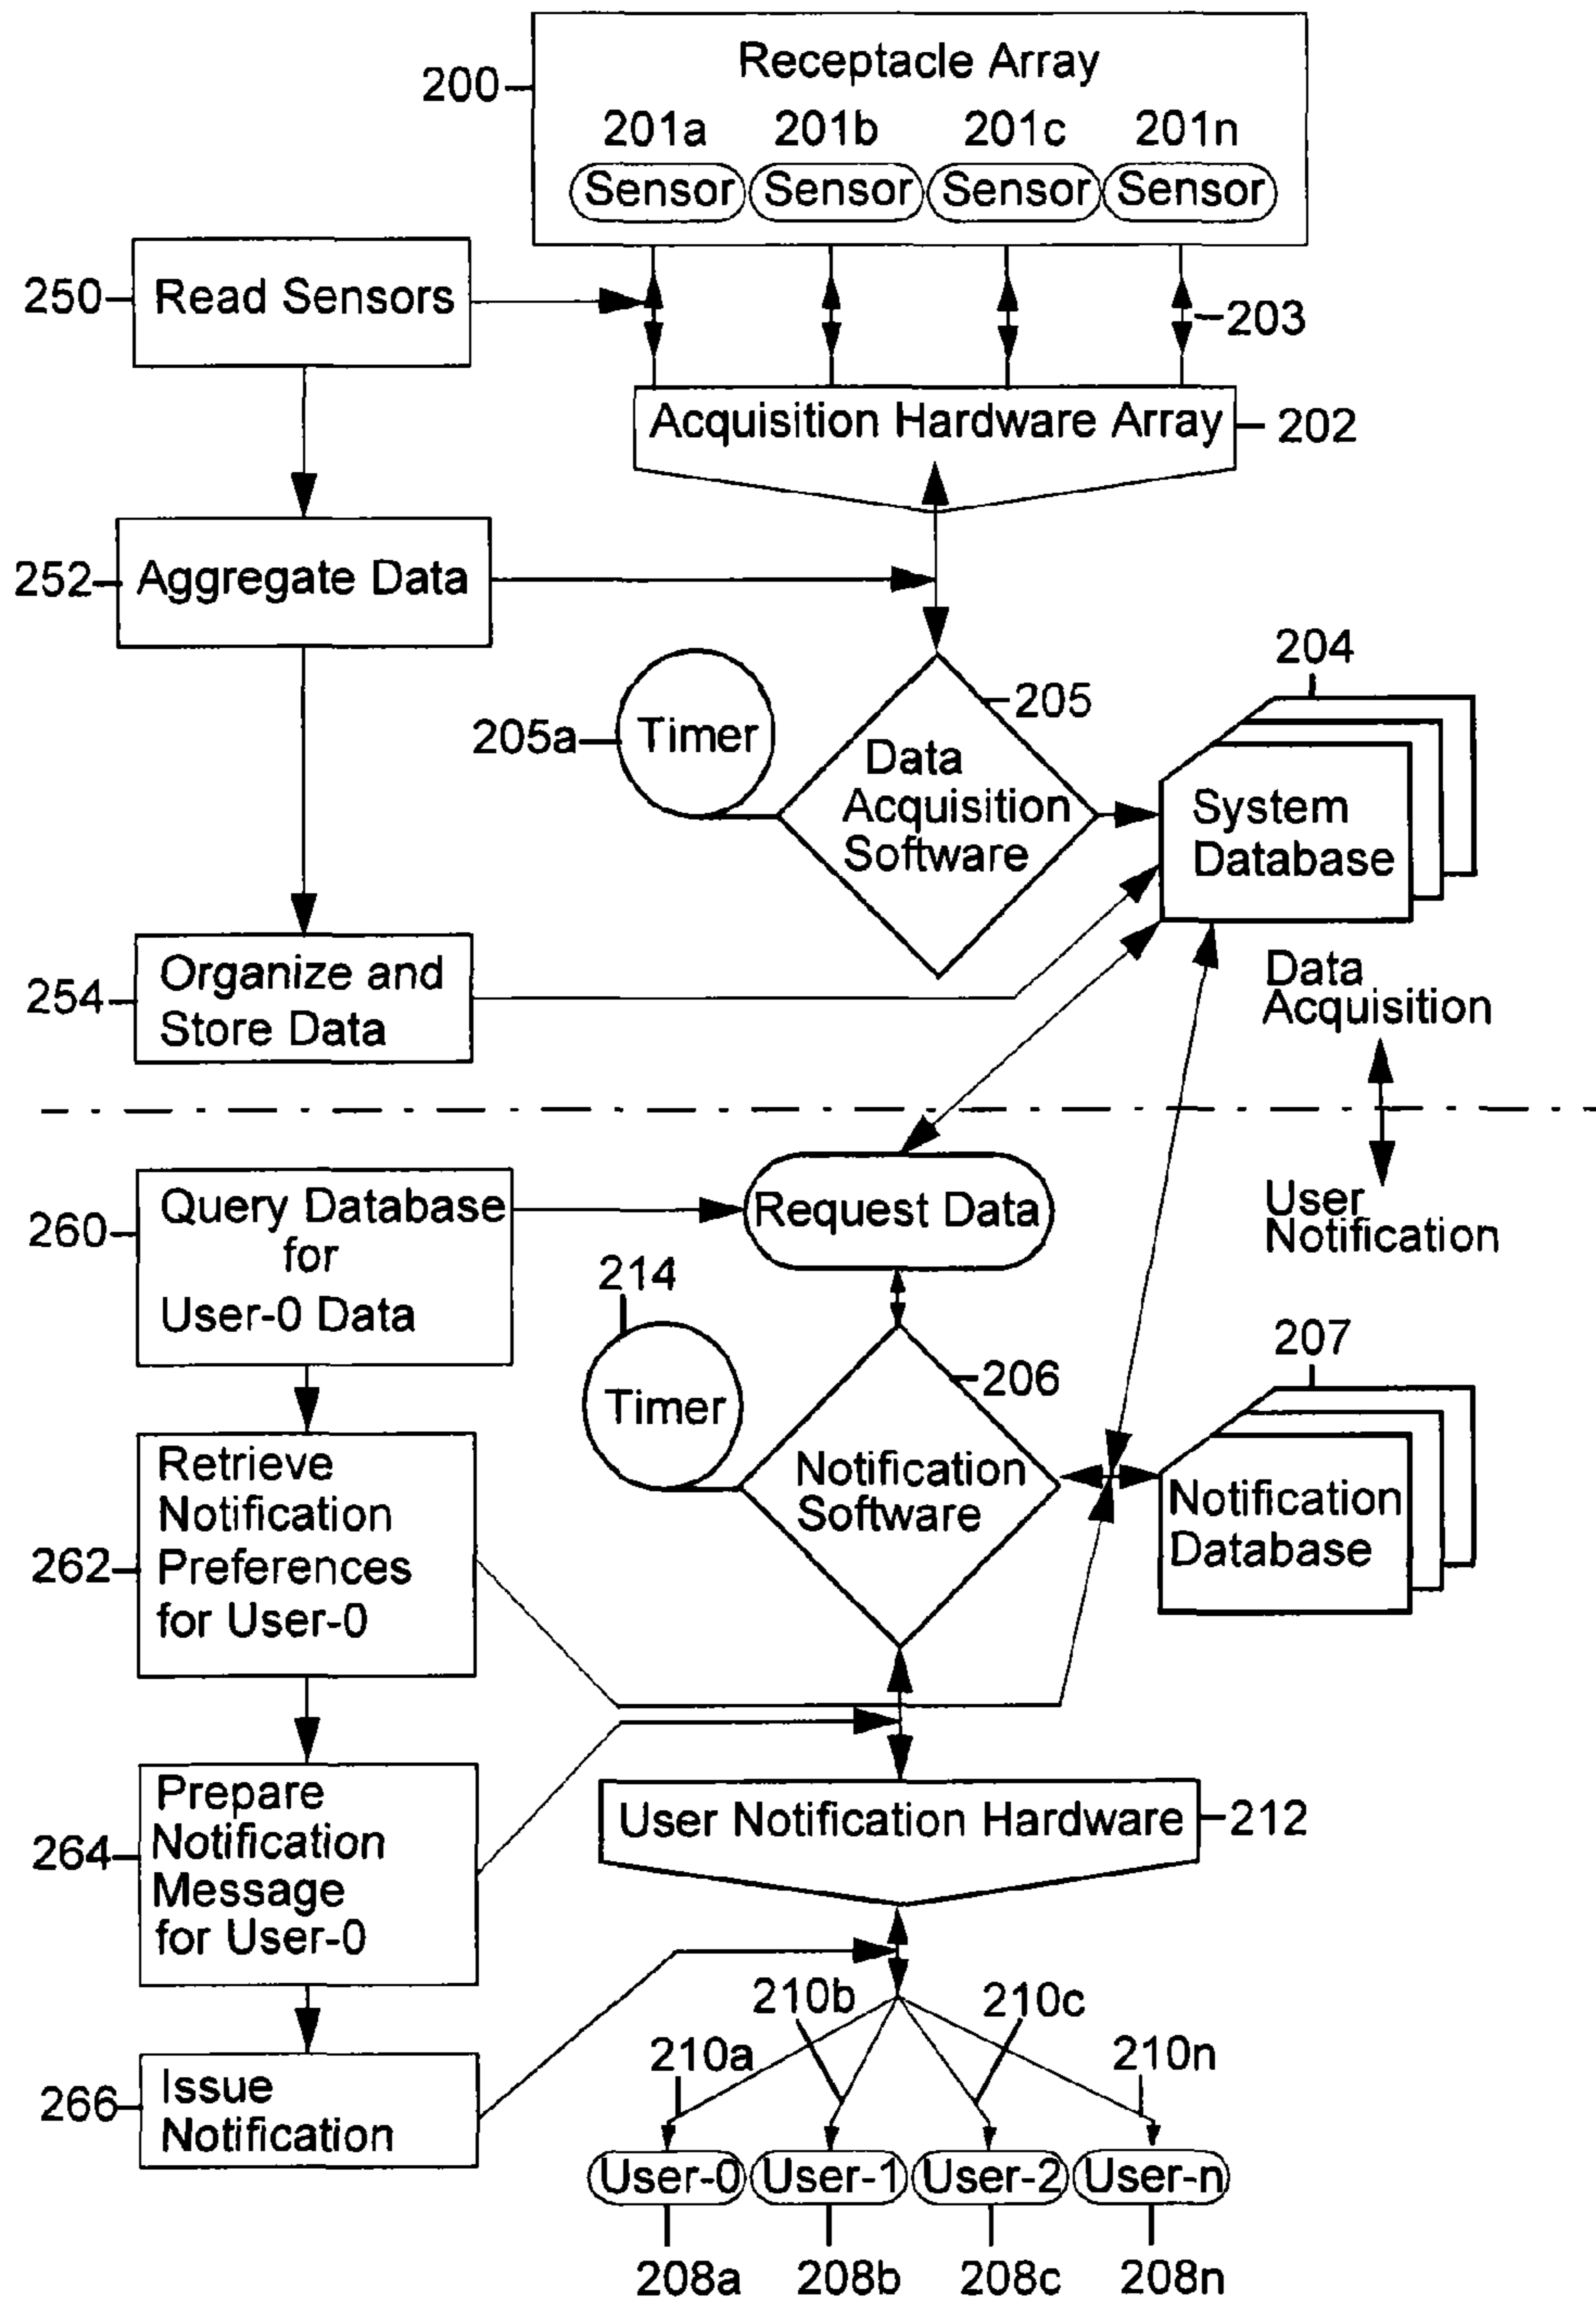 Receptacle Array
200
201a 201b 201c 201n
Sensor Sensor Sensor Sensor
250
Read Sensors
203
Acquisition Hardware Array
202
252
Aggregate Data
204
205
205a
Timer
Data
Acquisition
Software
System
Database
254
Organize and
Store Data
Data
Acquisition
User
Notification
260
Query Database
for
User-0 Data
Request Data
214
Timer
206
207
Notification
Software
Notification
Database
262
Retrieve
Notification
Preferences
for User-0
264
Prepare
Notification
Message
for User-0
User Notification Hardware
212
210b
210c
210a
210n
266
Issue
Notification
User-0 User-1 User-2 User-n
208a 208b 208c 208n